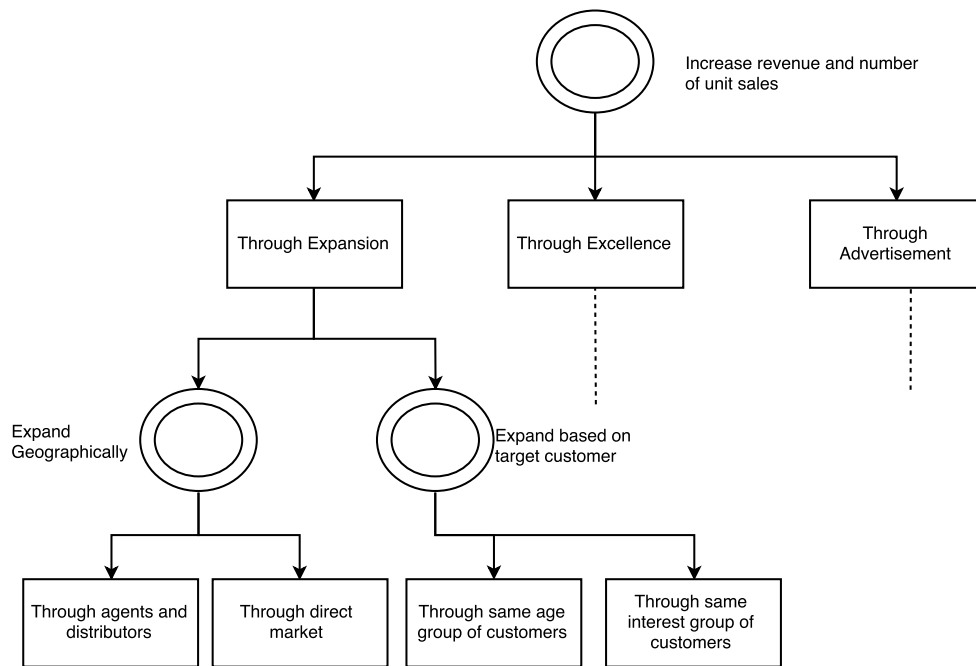 Increase revenue and number
of unit sales
Through Expansion
Through Excellence
Through
Advertisement
Expand
Geographically
Expand based on
target customer
Through agents and
distributors
Through direct
market
Through same age
group of customers
Through same
interest group of
customers